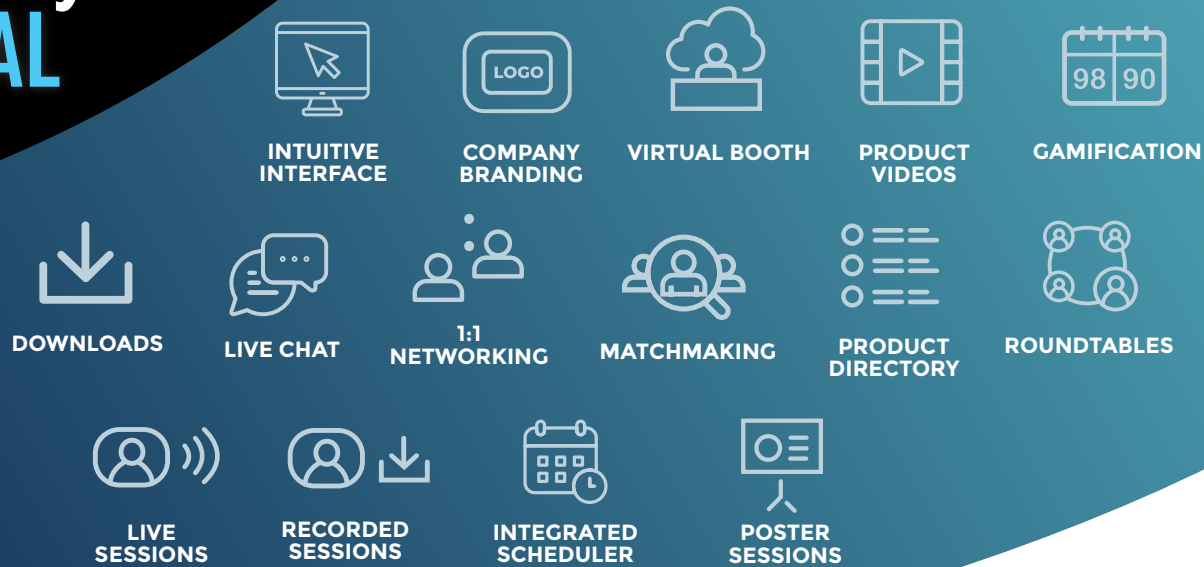 AL
LOGO
98 90
INTUITIVE
INTERFACE
COMPANY
BRANDING
VIRTUAL BOOTH
PRODUCT
VIDEOS
GAMIFICATION
DOWNLOADS
LIVE CHAT
1:1
NETWORKING
MATCHMAKING
PRODUCT
DIRECTORY
ROUNDTABLES
LIVE
SESSIONS
RECORDED
SESSIONS
INTEGRATED
SCHEDULER
POSTER
SESSIONS